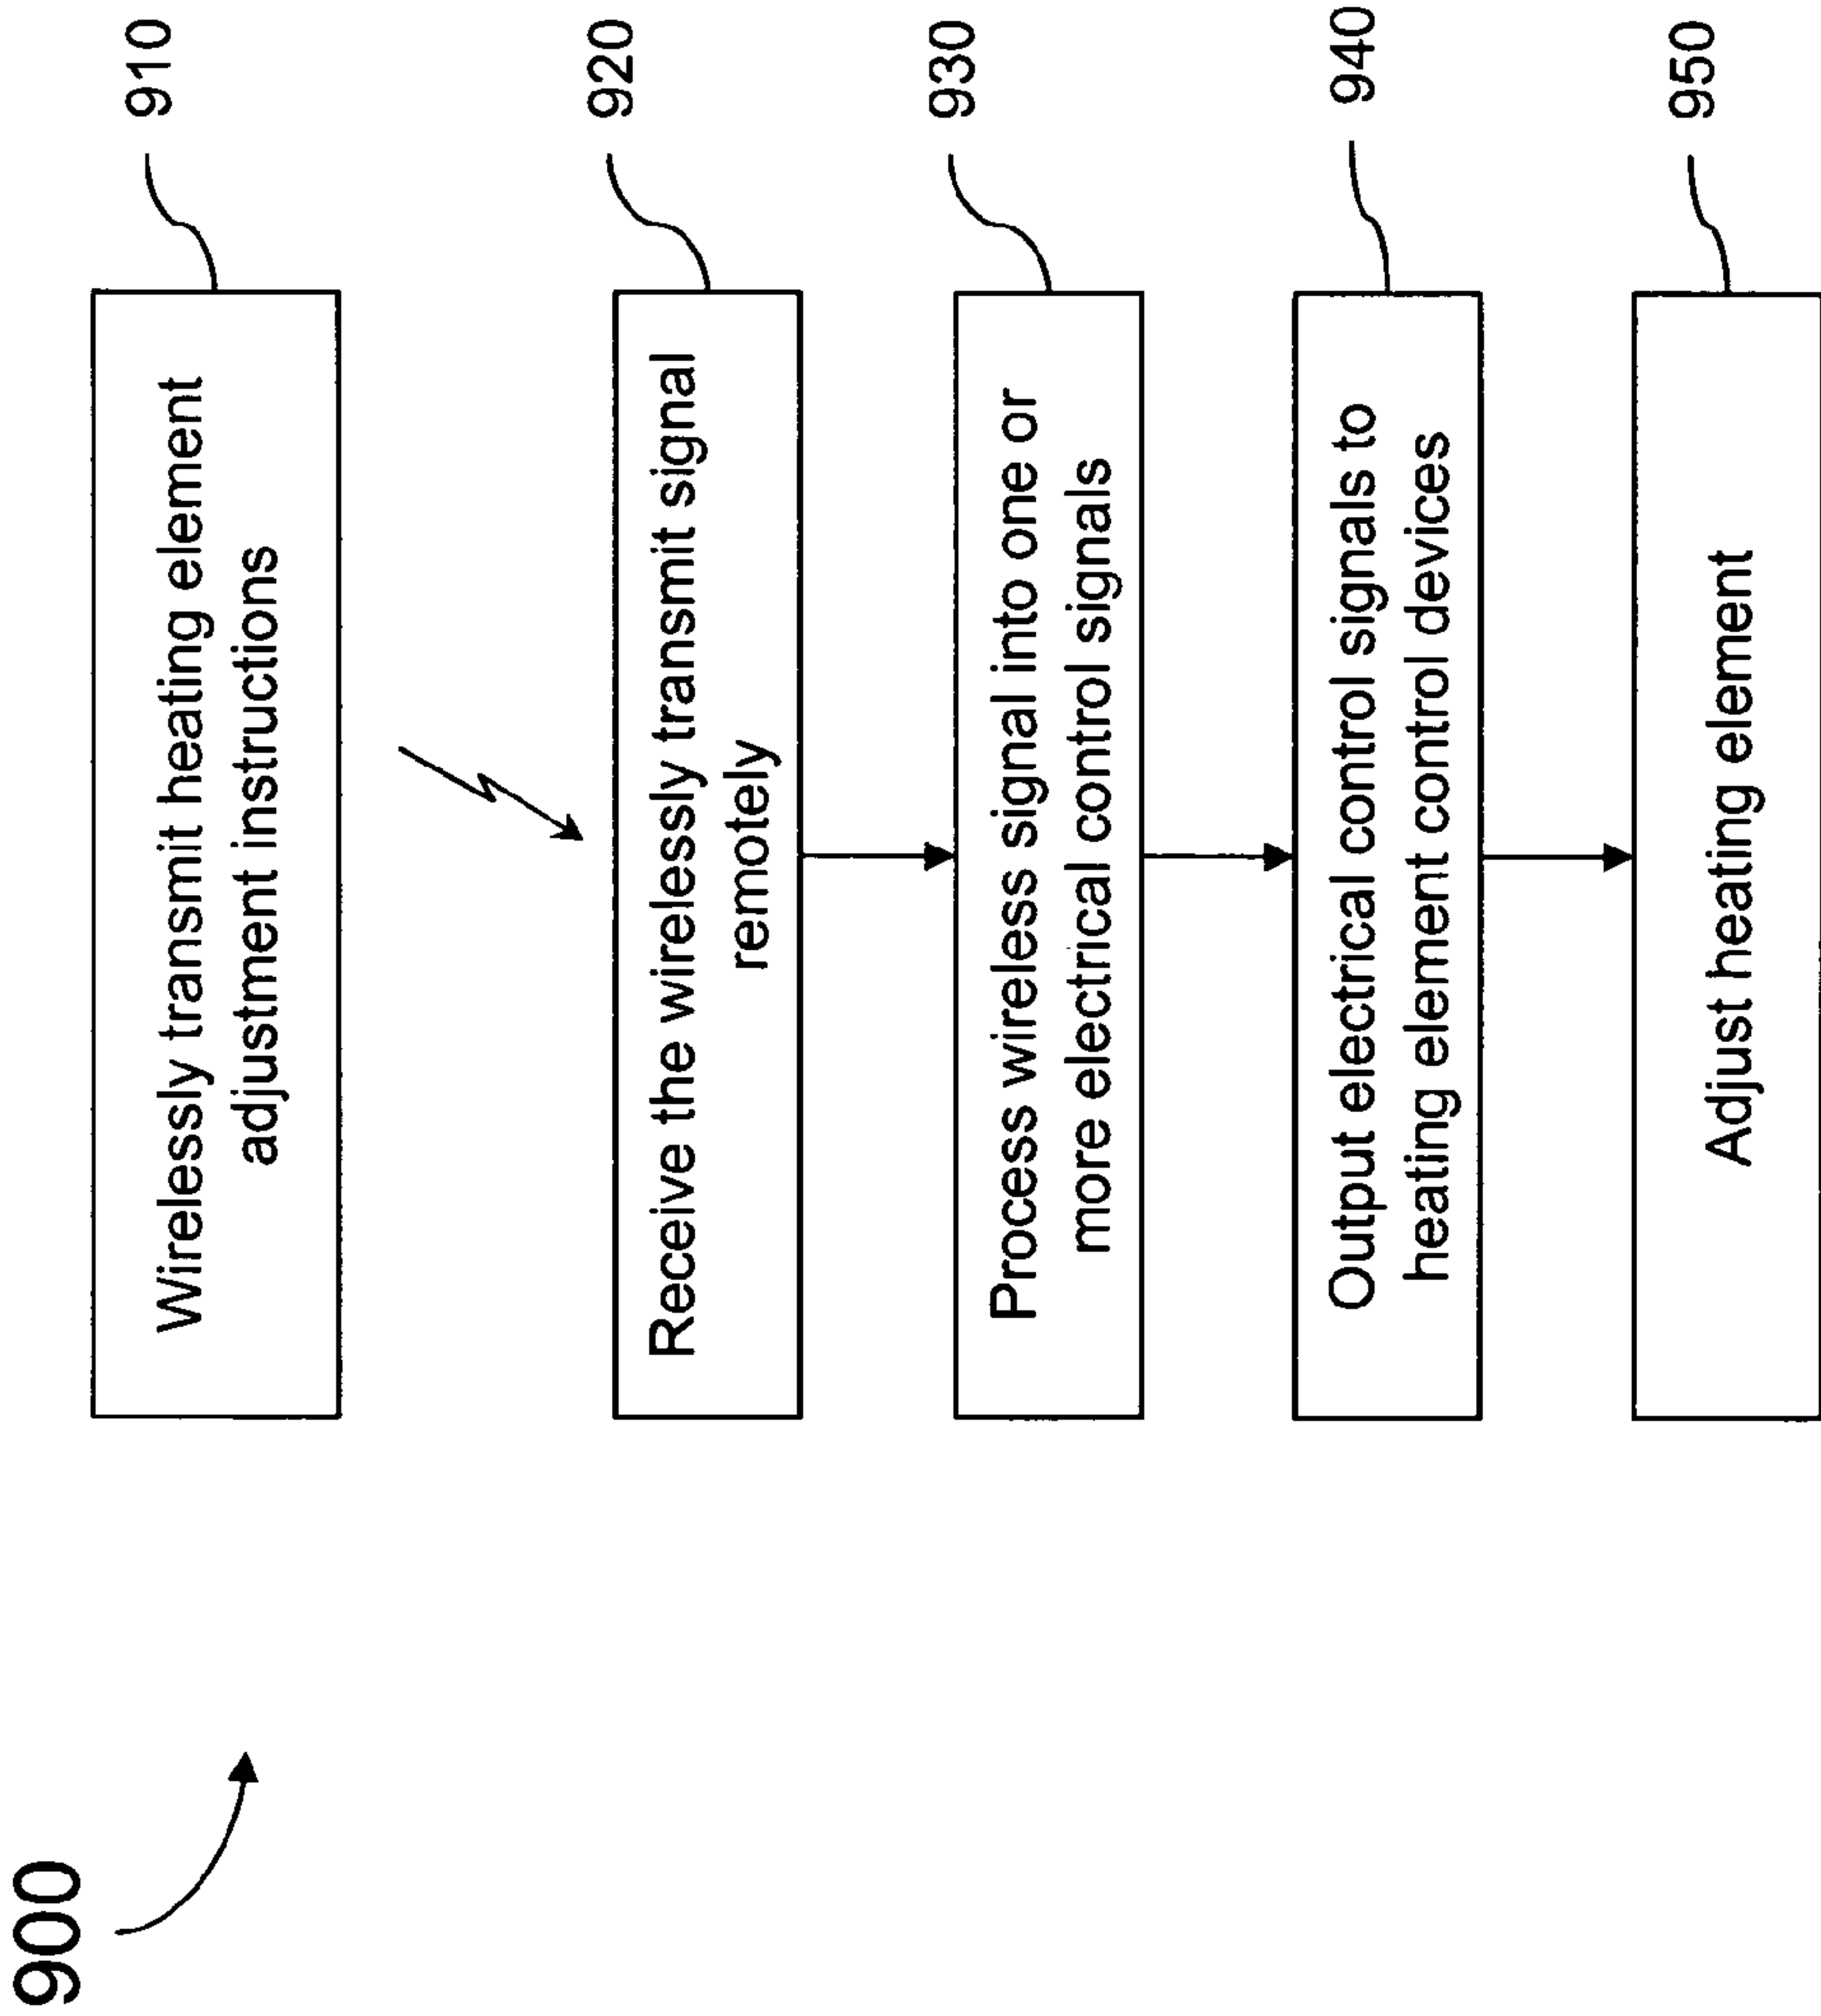 900
Wirelessly transmit heating element
adjustment instructions
910
Receive the wirelessly transmit signal
remotely
920
Process wireless signal into one or
more electrical control signals
930
Output electrical control signals to
heating element control devices
940
Adjust heating element
950